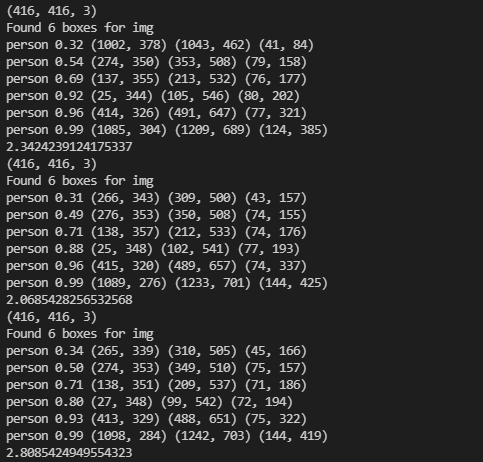 (416, 416, 3)
Found 6 boxes for img
person 0.32 (1002, 378) (1043, 462) (41, 84)
person 0.54 (274, 350) (353, 508) (79, 158)
person 0.69 (137, 355) (213, 532) (76, 177)
person 0.92 (25, 344) (105, 546) (80, 202)
person 0.96 (414, 326) (491, 647) (77, 321)
person 0.99 (1085, 304) (1209, 689) (124, 385)
2.3424239124175337
(416, 416, 3)
Found 6 boxes for img
person 0.31 (266, 343) (309, 500) (43, 157)
person 0.49 (276, 353) (350, 508) (74, 155)
person 0.71 (138, 357) (212, 533) (74, 176)
person 0.88 (25, 348) (102, 541) (77, 193)
person 0.96 (415, 320) (489, 657) (74, 337)
person 0.99 (1089, 276) (1233, 701) (144, 425)
2.0685428256532568
(416, 416, 3)
Found 6 boxes for img
person 0.34 (265, 339) (310, 505) (45, 166)
person 0.50 (274, 353) (349, 510) (75, 157)
person 0.71 (138, 351) (209, 537) (71, 186)
person 0.80 (27, 348) (99, 542) (72, 194)
person 0.93 (413, 329) (488, 651) (75, 322)
person 0.99 (1098, 284) (1242, 703) (144, 419)
2.8085424949554323